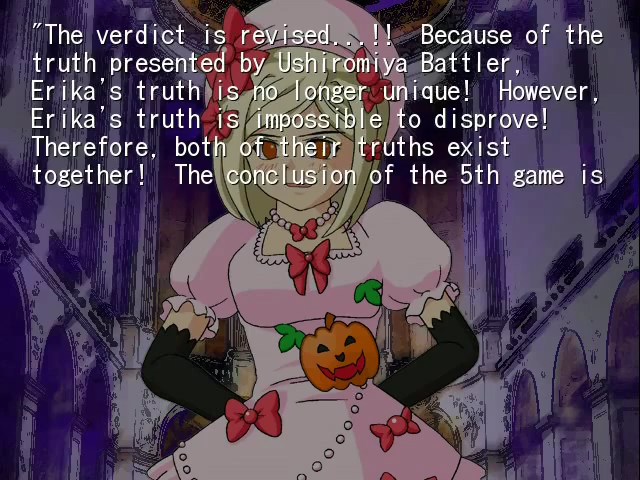 "The verdict is revised...!!  Because of the
truth presented by Ushiromiya Battler,
Erika's truth is no longer unique!  However,
Erika's truth is impossible to disprove!
Therefore, both of their truths exist
together!  The conclusion of the 5th game is